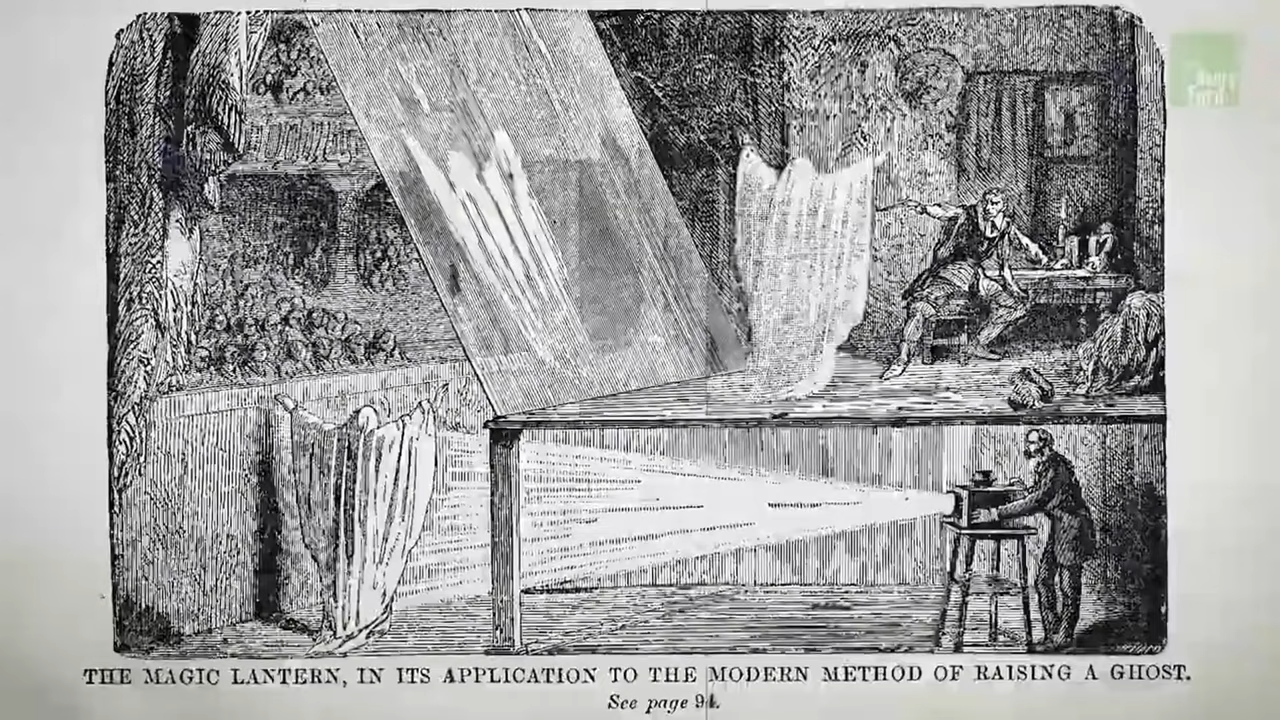 THE MAGIC LANTERN, IN ITS APPLICATION TO THE MODERN METHOD OF RAISING A GHOST.
See page 94.